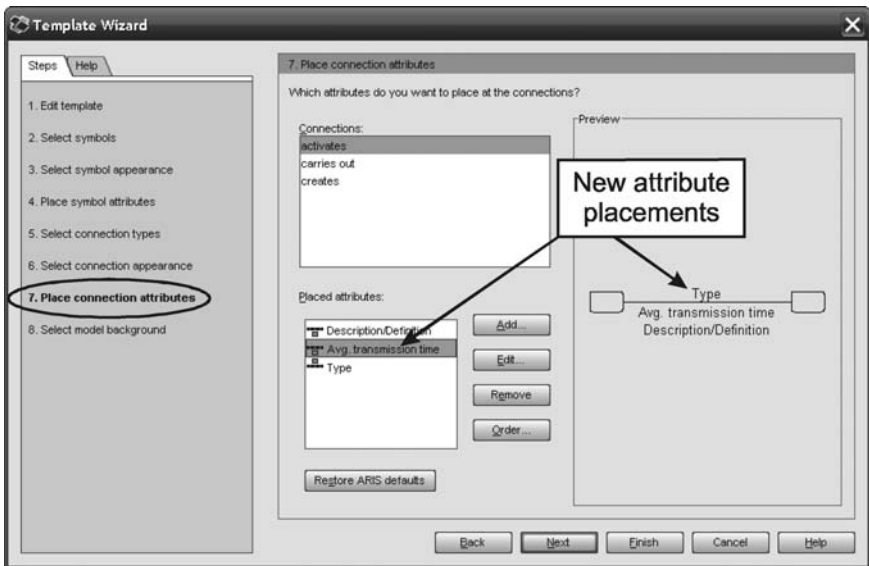 Template Wizard
Steps
Help
1. Edit template
2. Select symbols
3. Select symbol appearance
4. Place symbol attributes
5. Select connection types
6. Select connection appearance
7. Place connection attributes
8. Select model background
7. Place connection attributes
Which attributes do you want to place at the connections?
Connections:
activates
carries out
creates
Placed attributes:
Description/Definition
Avg. transmission time
Type
Add...
Edit...
Remove
Order...
Restore ARIS defaults
Preview
New attribute
placements
Type
Avg. transmission time
Description/Definition
Back
Next
Finish
Cancel
Help